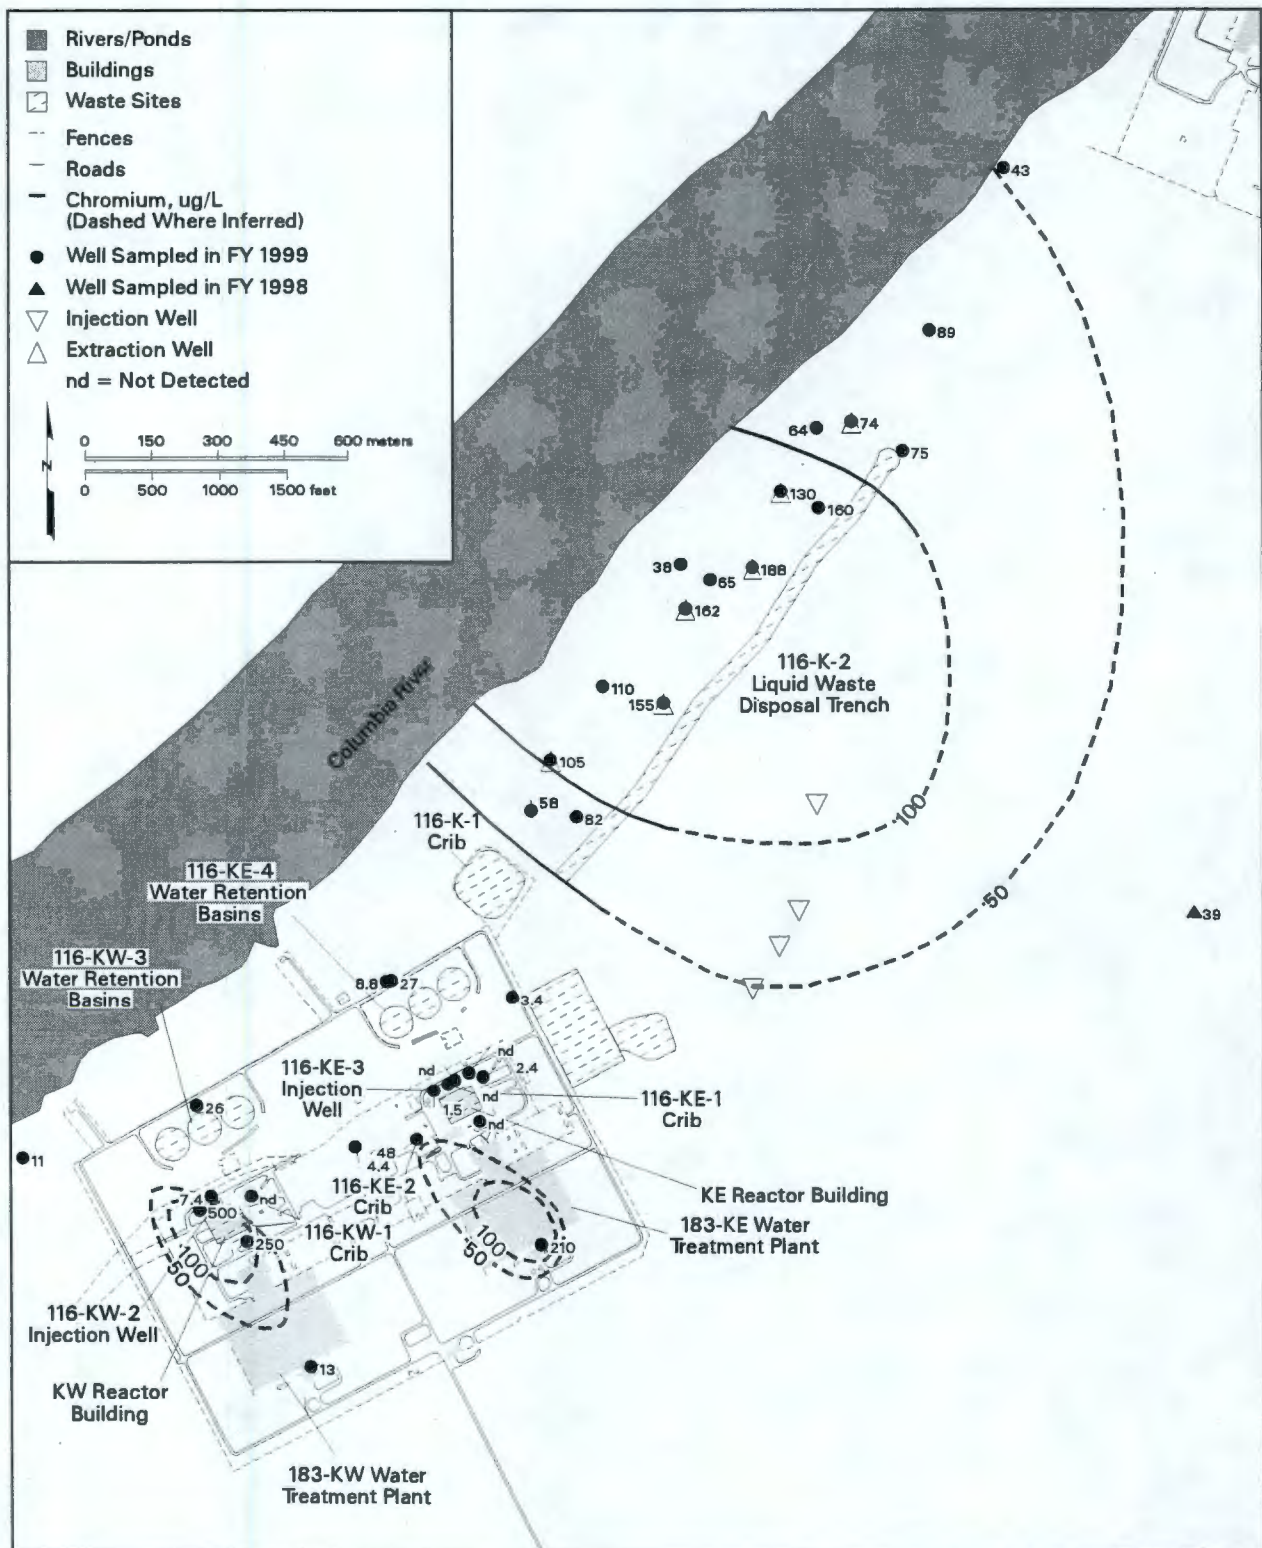 Rivers/Ponds
Buildings
Waste Sites
Fences
Roads
Chromium, ug/L
(Dashed Where Inferred)
Well Sampled in FY 1999
Well Sampled in FY 1998
Injection Well
Extraction Well
nd = Not Detected
0 150 300 450 600 meters
N
0 500 1000 1500 feet
43
89
64
74
75
130
160
38
65
188
162
116-K-2
Liquid Waste
Disposal Trench
110
155
Columbia River
105
58
82
100
50
39
116-K-1
Crib
116-KE-4
Water Retention
Basins
116-KW-3
Water Retention
Basins
8.8
27
3.4
nd
2.4
nd
nd
1.5
nd
116-KE-3
Injection
Well
116-KE-1
Crib
26
11
48
4.4
116-KE-2
Crib
KE Reactor Building
183-KE Water
Treatment Plant
7.4
500
nd
116-KW-1
Crib
250
100
50
100
50
210
116-KW-2
Injection Well
13
KW Reactor
Building
183-KW Water
Treatment Plant